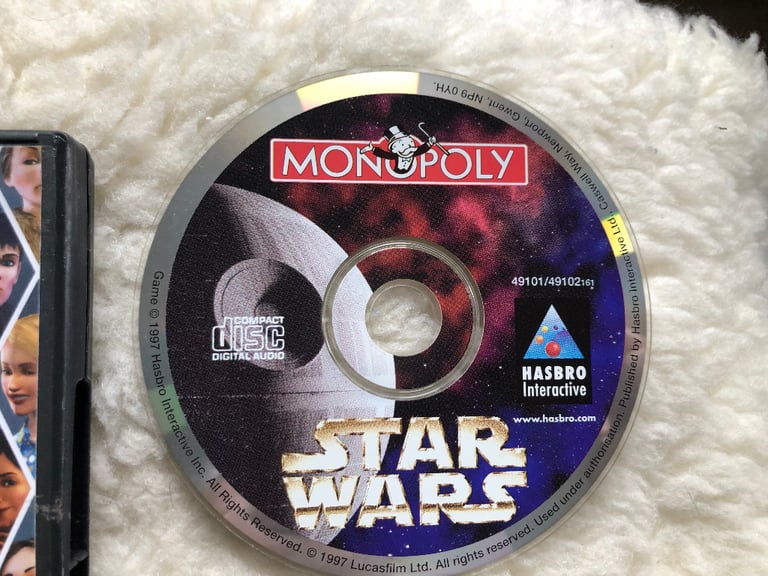 MONOPOLY
49101/49102161
COMPACT
disc
DIGITAL AUDIO
HASBRO
Interactive
www.hasbro.com
STAR
WARS
Game © 1997 Hasbro Interactive Inc. All Rights Reserved. © 1997 Lucasfilm Ltd. All rights reserved. Used under authorisation. Published by Hasbro Interactive Ltd, Caswell Way, Newport, Gwent, NP9 0YH.